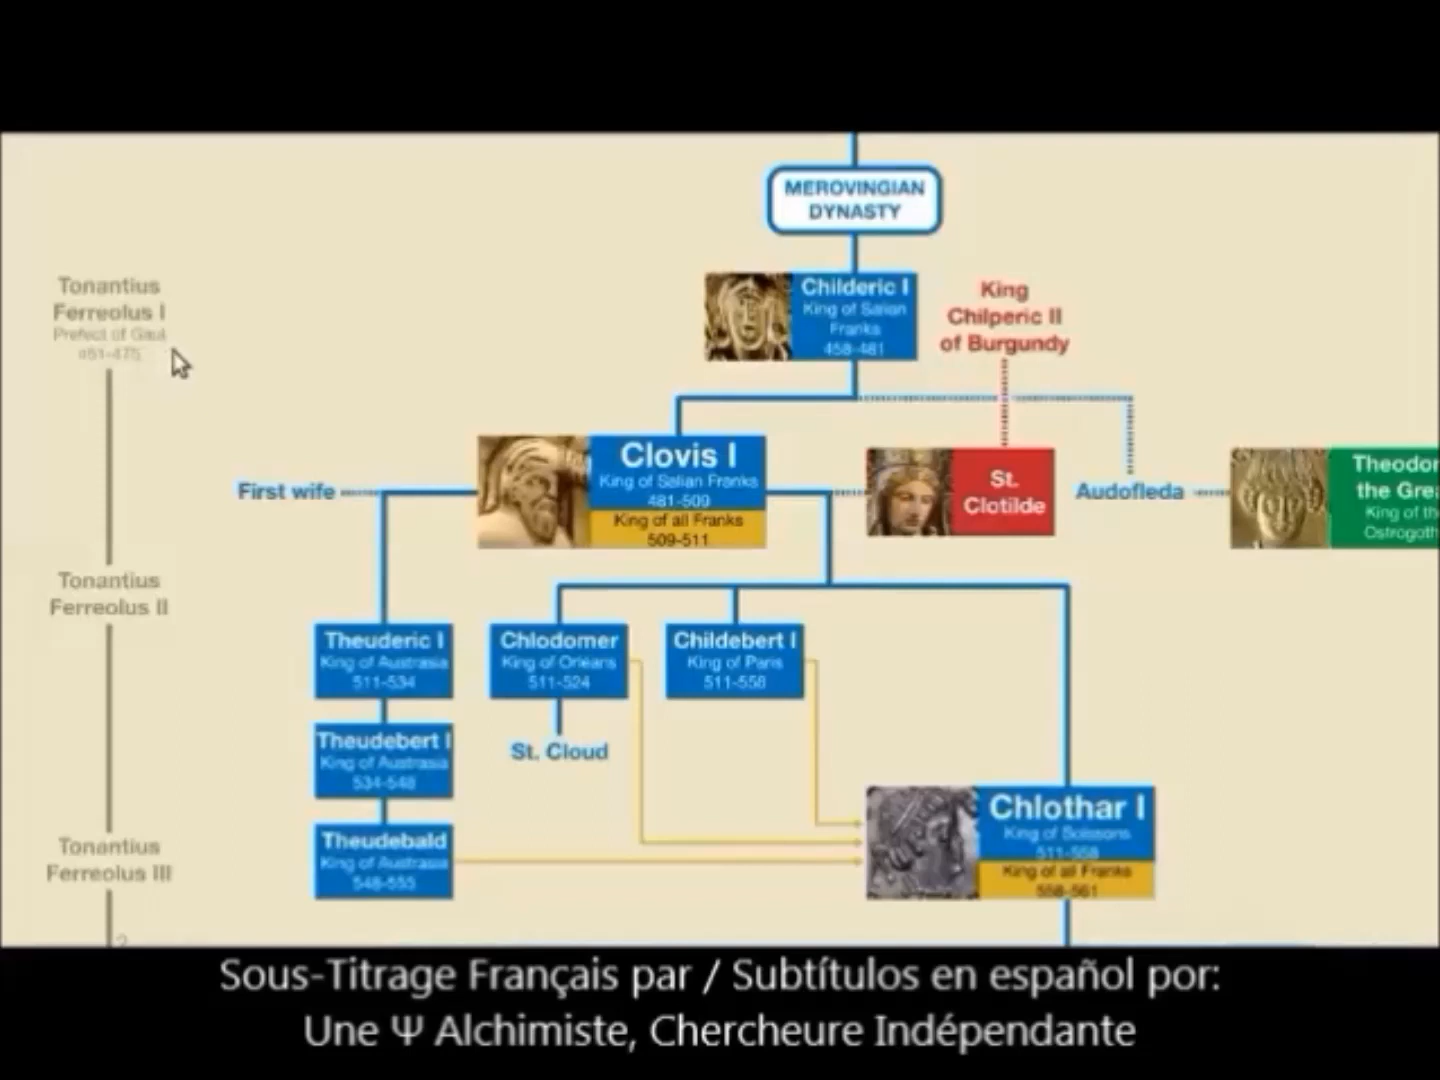 MEROVINGIAN
DYNASTY
Tonantius
Ferreolus I
Prefect of Gaul
451-475
Childeric I
King of Salian
Franks
458-481
King
Chilperic II
of Burgundy
First wife
Clovis I
King of Salian Franks
481-509
King of all Franks
509-511
St.
Clotilde
Audofleda
Theodor
the Grea
King of th
Ostrogoth
Tonantius
Ferreolus II
Theuderic I
King of Austrasia
511-534
Chlodomer
King of Orléans
511-524
Childebert I
King of Paris
511-558
Theudebert I
King of Austrasia
534-548
St. Cloud
Tonantius
Ferreolus III
Theudebald
King of Austrasia
548-555
Chlothar I
King of Soissons
511-558
King of all Franks
558-561
?
Sous-Titrage Français par / Subtítulos en español por:
Une Ψ Alchimiste, Chercheure Indépendante